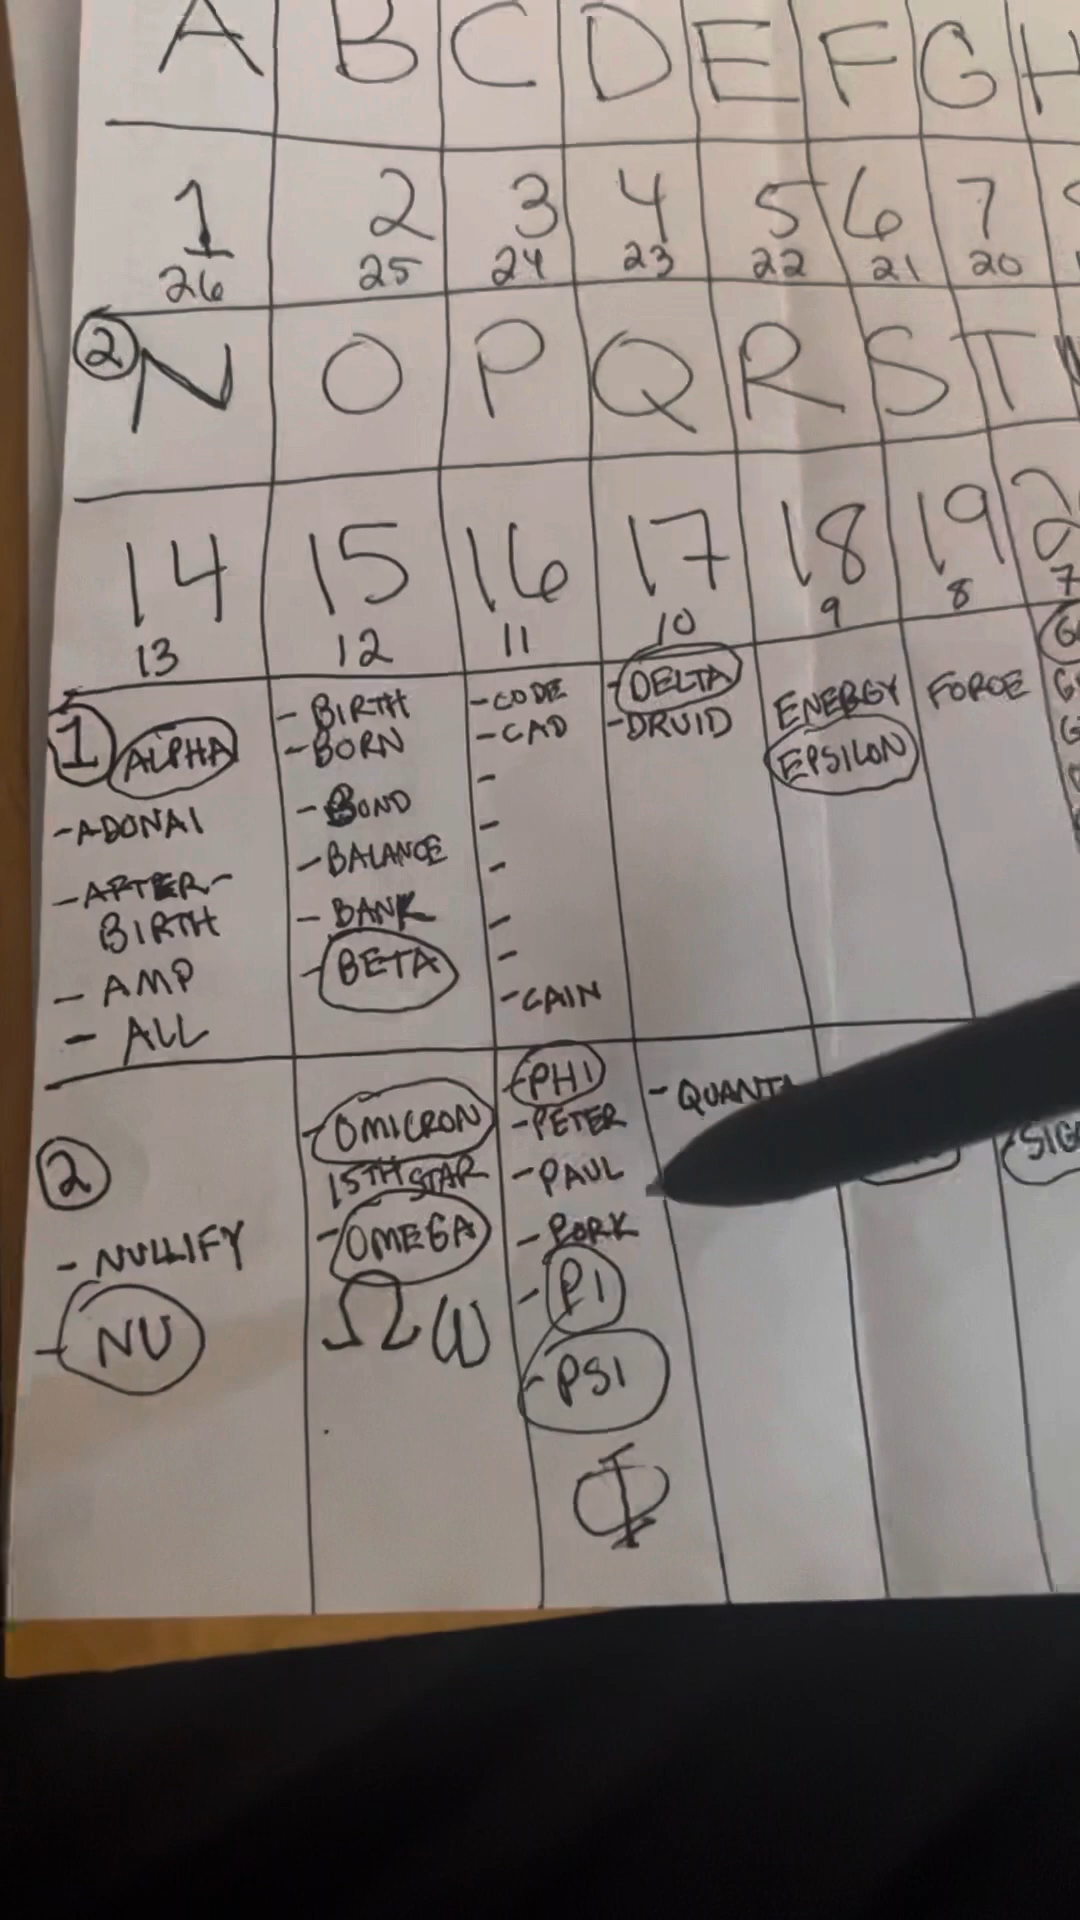 A B C D E F G H
1 2 3 4 5 6 7
26 25 24 23 22 21 20
② N O P Q R S T
14 15 16 17 18 19
13 12 11 10 9 8 7
① ALPHA
- ADONAI
- AFTER-
BIRTH
- AMP
- ALL
- BIRTH
- BORN
- BOND
- BALANCE
- BANK
- BETA
- CODE
- CAD
-
-
-
-
-
- CAIN
- DELTA
- DRUID
ENERGY
EPSILON
FORCE
②
- NULLIFY
- NU
- OMICRON
15TH STAR
- OMEGA
Ω ω
- PHI
- PETER
- PAUL
- PORK
- PI
- PSI
Φ